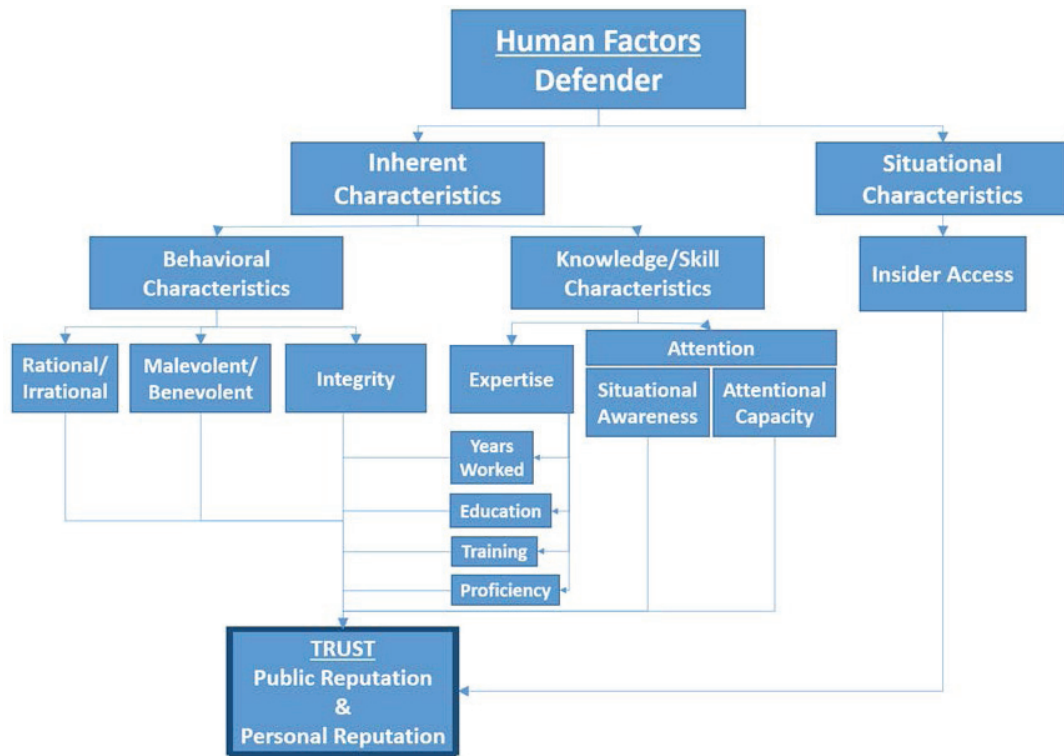 Human Factors
Defender
Inherent
Characteristics
Situational
Characteristics
Behavioral
Characteristics
Knowledge/Skill
Characteristics
Insider Access
Rational/
Irrational
Malevolent/
Benevolent
Integrity
Expertise
Attention
Situational
Awareness
Attentional
Capacity
Years
Worked
Education
Training
Proficiency
TRUST
Public Reputation
&
Personal Reputation